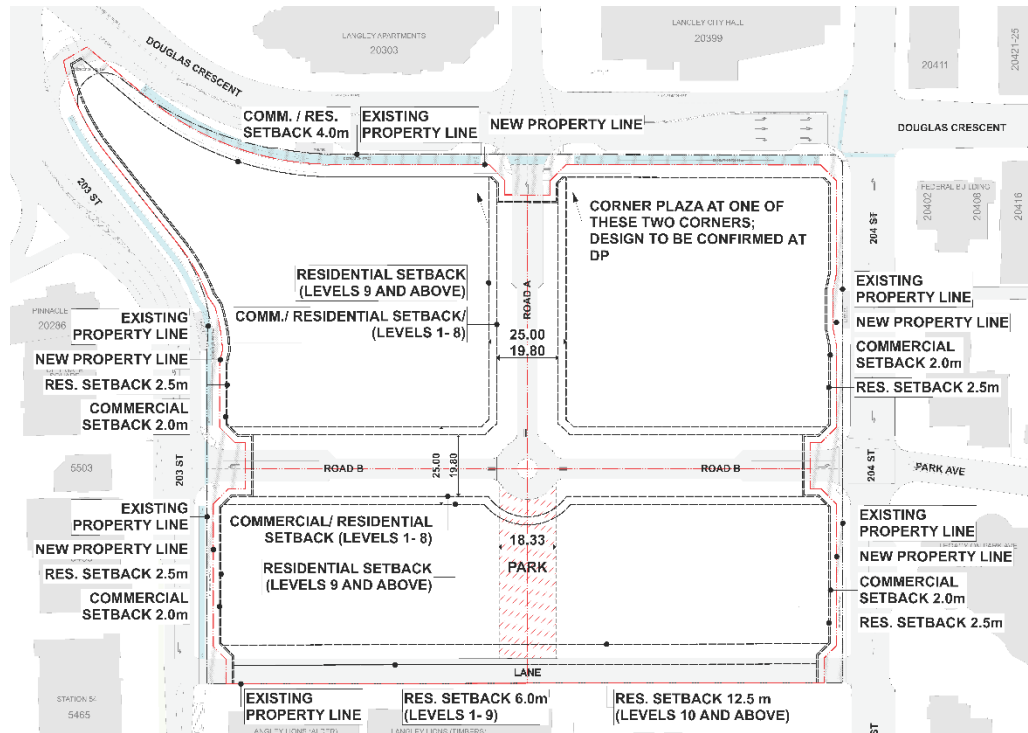 LANGLEY APARTMENTS
20303
LANGLEY CITY HALL
20399
20411
20421-25
DOUGLAS CRESCENT
COMM. / RES.
SETBACK 4.0m
EXISTING
PROPERTY LINE
NEW PROPERTY LINE
DOUGLAS CRESCENT
203 ST
204 ST
FEDERAL BUILDING
20402
20408
20416
CORNER PLAZA AT ONE OF
THESE TWO CORNERS;
DESIGN TO BE CONFIRMED AT
DP
RESIDENTIAL SETBACK
(LEVELS 9 AND ABOVE)
COMM./ RESIDENTIAL SETBACK/
(LEVELS 1- 8)
ROAD A
25.00
19.80
PINNACLE
20286
EXISTING
PROPERTY LINE
NEW PROPERTY LINE
RES. SETBACK 2.5m
COMMERCIAL
SETBACK 2.0m
EXISTING
PROPERTY LINE
NEW PROPERTY LINE
COMMERCIAL
SETBACK 2.0m
RES. SETBACK 2.5m
5503
203 ST
ROAD B
25.00
19.80
ROAD B
204 ST
PARK AVE
EXISTING
PROPERTY LINE
NEW PROPERTY LINE
RES. SETBACK 2.5m
COMMERCIAL
SETBACK 2.0m
COMMERCIAL/ RESIDENTIAL
SETBACK (LEVELS 1- 8)
RESIDENTIAL SETBACK
(LEVELS 9 AND ABOVE)
18.33
PARK
EXISTING
PROPERTY LINE
NEW PROPERTY LINE
COMMERCIAL
SETBACK 2.0m
RES. SETBACK 2.5m
LANE
STATION 54
5465
EXISTING
PROPERTY LINE
RES. SETBACK 6.0m
(LEVELS 1- 9)
RES. SETBACK 12.5 m
(LEVELS 10 AND ABOVE)
ST